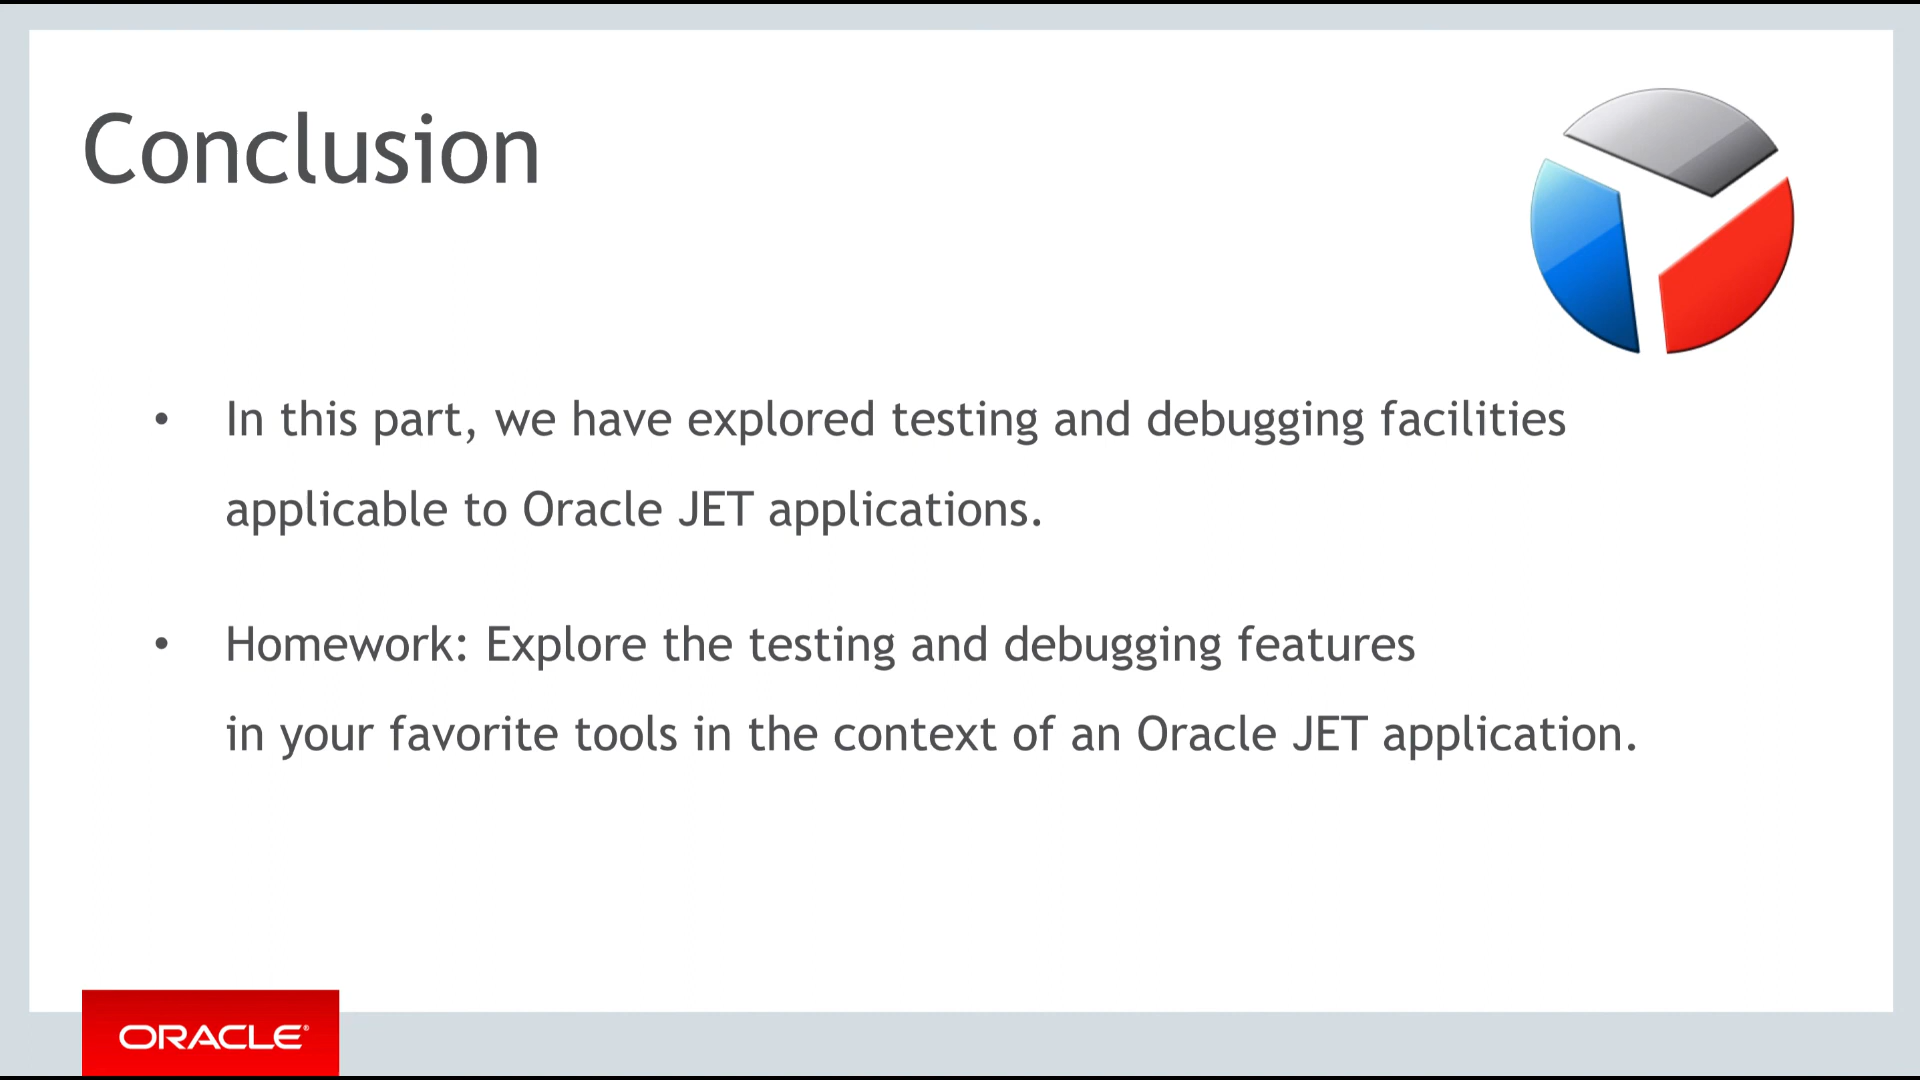 Conclusion
• In this part, we have explored testing and debugging facilities
applicable to Oracle JET applications.
• Homework: Explore the testing and debugging features
in your favorite tools in the context of an Oracle JET application.
ORACLE®